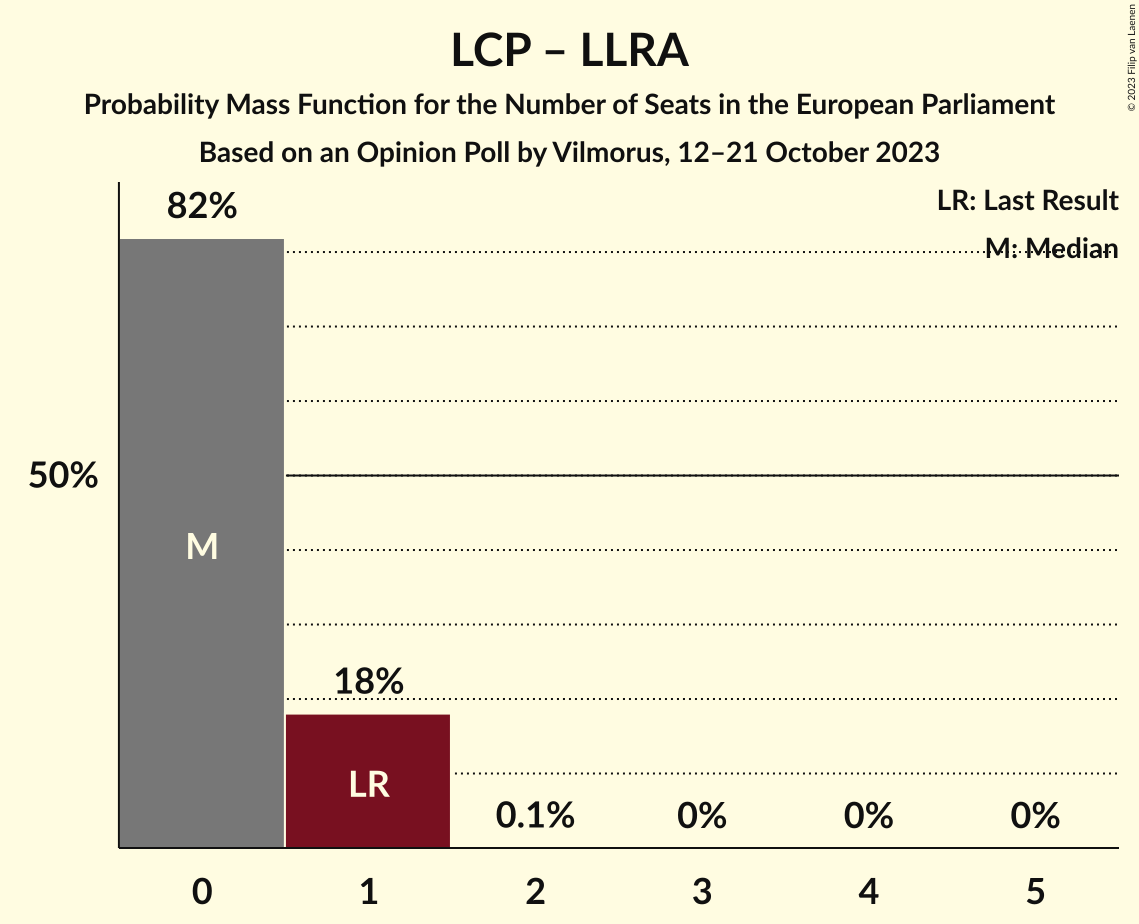 LCP – LLRA
Probability Mass Function for the Number of Seats in the European Parliament
Based on an Opinion Poll by Vilmorus, 12–21 October 2023
© 2023 Filip van Laenen
LR: Last Result
M: Median
82%
50%
M
18%
LR
0.1%
0%
0%
0%
0 1 2 3 4 5